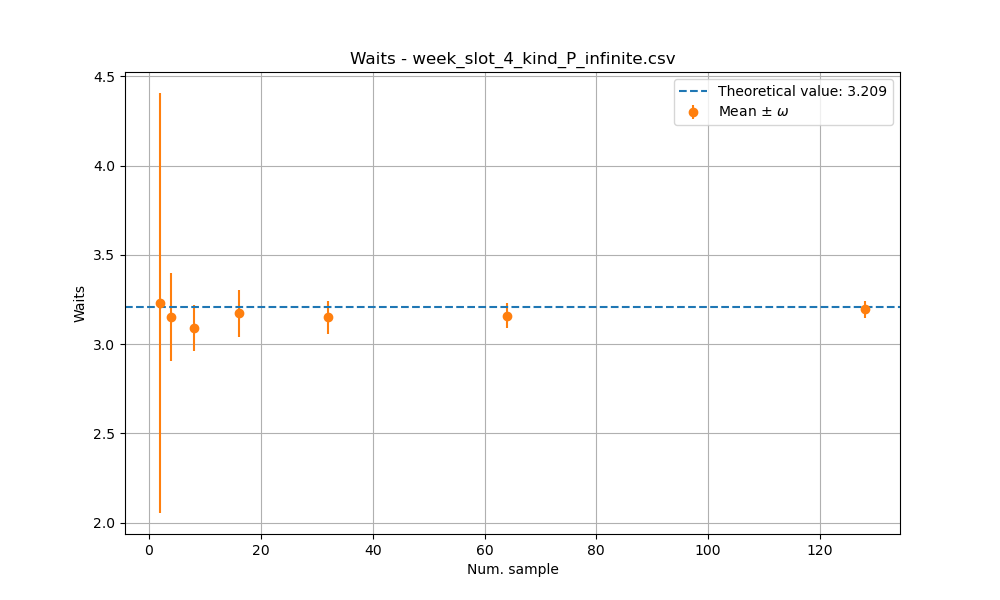 Waits - week_slot_4_kind_P_infinite.csv
4.5
4.0
3.5
3.0
2.5
2.0
Waits
Theoretical value: 3.209
Mean ± ω
0 20 40 60 80 100 120
Num. sample